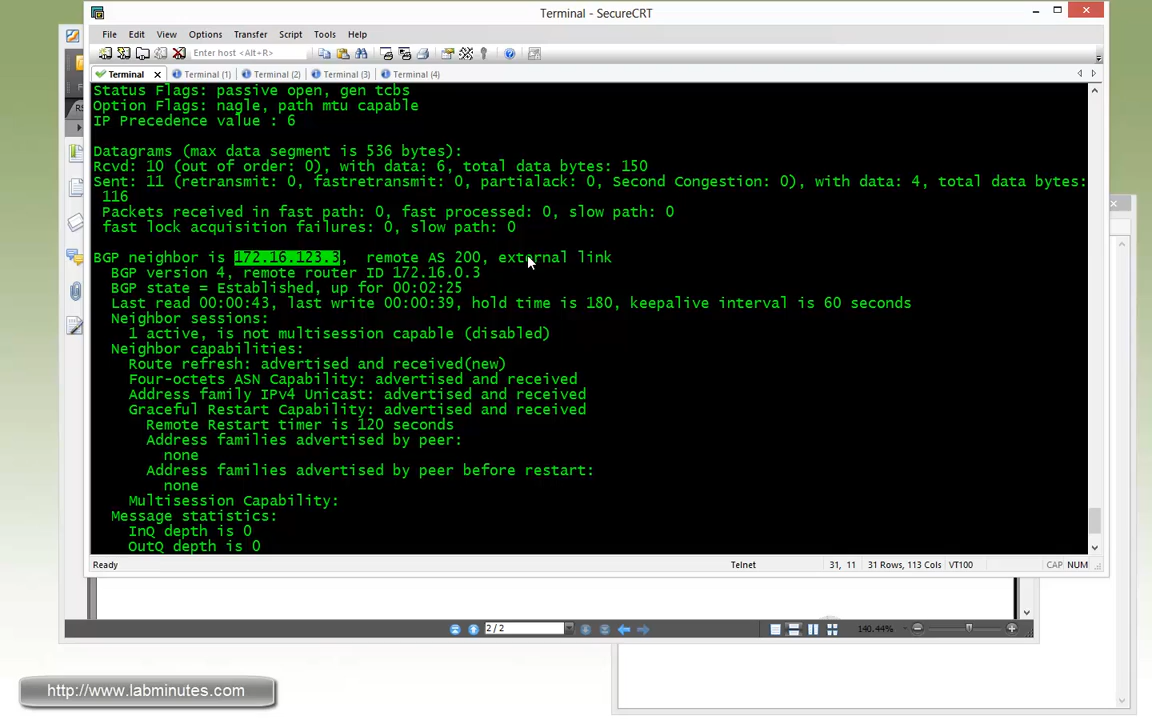 Terminal - SecureCRT
File Edit View Options Transfer Script Tools Help
Enter host <Alt+R>
Terminal Terminal (1) Terminal (2) Terminal (3) Terminal (4)
Status Flags: passive open, gen tcbs
Option Flags: nagle, path mtu capable
IP Precedence value : 6
Datagrams (max data segment is 536 bytes):
Rcvd: 10 (out of order: 0), with data: 6, total data bytes: 150
Sent: 11 (retransmit: 0, fastretransmit: 0, partialack: 0, Second Congestion: 0), with data: 4, total data bytes:
116
Packets received in fast path: 0, fast processed: 0, slow path: 0
fast lock acquisition failures: 0, slow path: 0
BGP neighbor is 172.16.123.3, remote AS 200, external link
BGP version 4, remote router ID 172.16.0.3
BGP state = Established, up for 00:02:25
Last read 00:00:43, last write 00:00:39, hold time is 180, keepalive interval is 60 seconds
Neighbor sessions:
1 active, is not multisession capable (disabled)
Neighbor capabilities:
Route refresh: advertised and received(new)
Four-octets ASN Capability: advertised and received
Address family IPv4 Unicast: advertised and received
Graceful Restart Capability: advertised and received
Remote Restart timer is 120 seconds
Address families advertised by peer:
none
Address families advertised by peer before restart:
none
Multisession Capability:
Message statistics:
InQ depth is 0
OutQ depth is 0
Ready Telnet 31, 11 31 Rows, 113 Cols VT100 CAP NUM
2 / 2 140.44%
http://www.labminutes.com